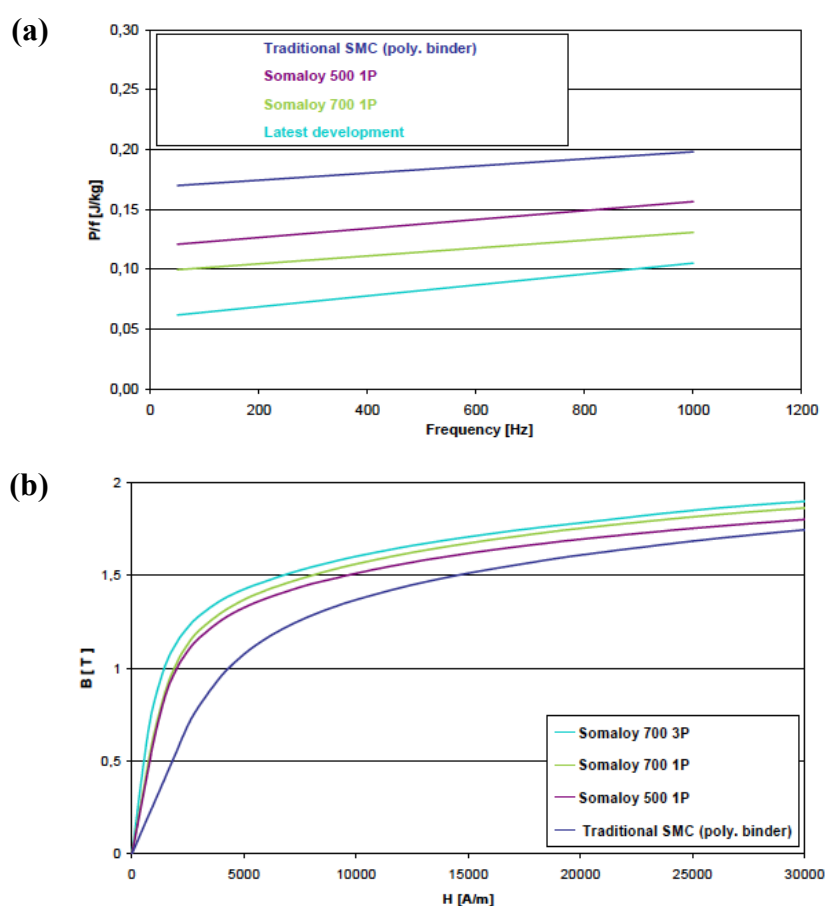 (a)
0,30
0,25
0,20
0,15
0,10
0,05
0,00
P/f [J/kg]
Traditional SMC (poly. binder)
Somaloy 500 1P
Somaloy 700 1P
Latest development
0 200 400 600 800 1000 1200
Frequency [Hz]
(b)
2
1,5
1
0,5
0
B [ T ]
Somaloy 700 3P
Somaloy 700 1P
Somaloy 500 1P
Traditional SMC (poly. binder)
0 5000 10000 15000 20000 25000 30000
H [A/m]